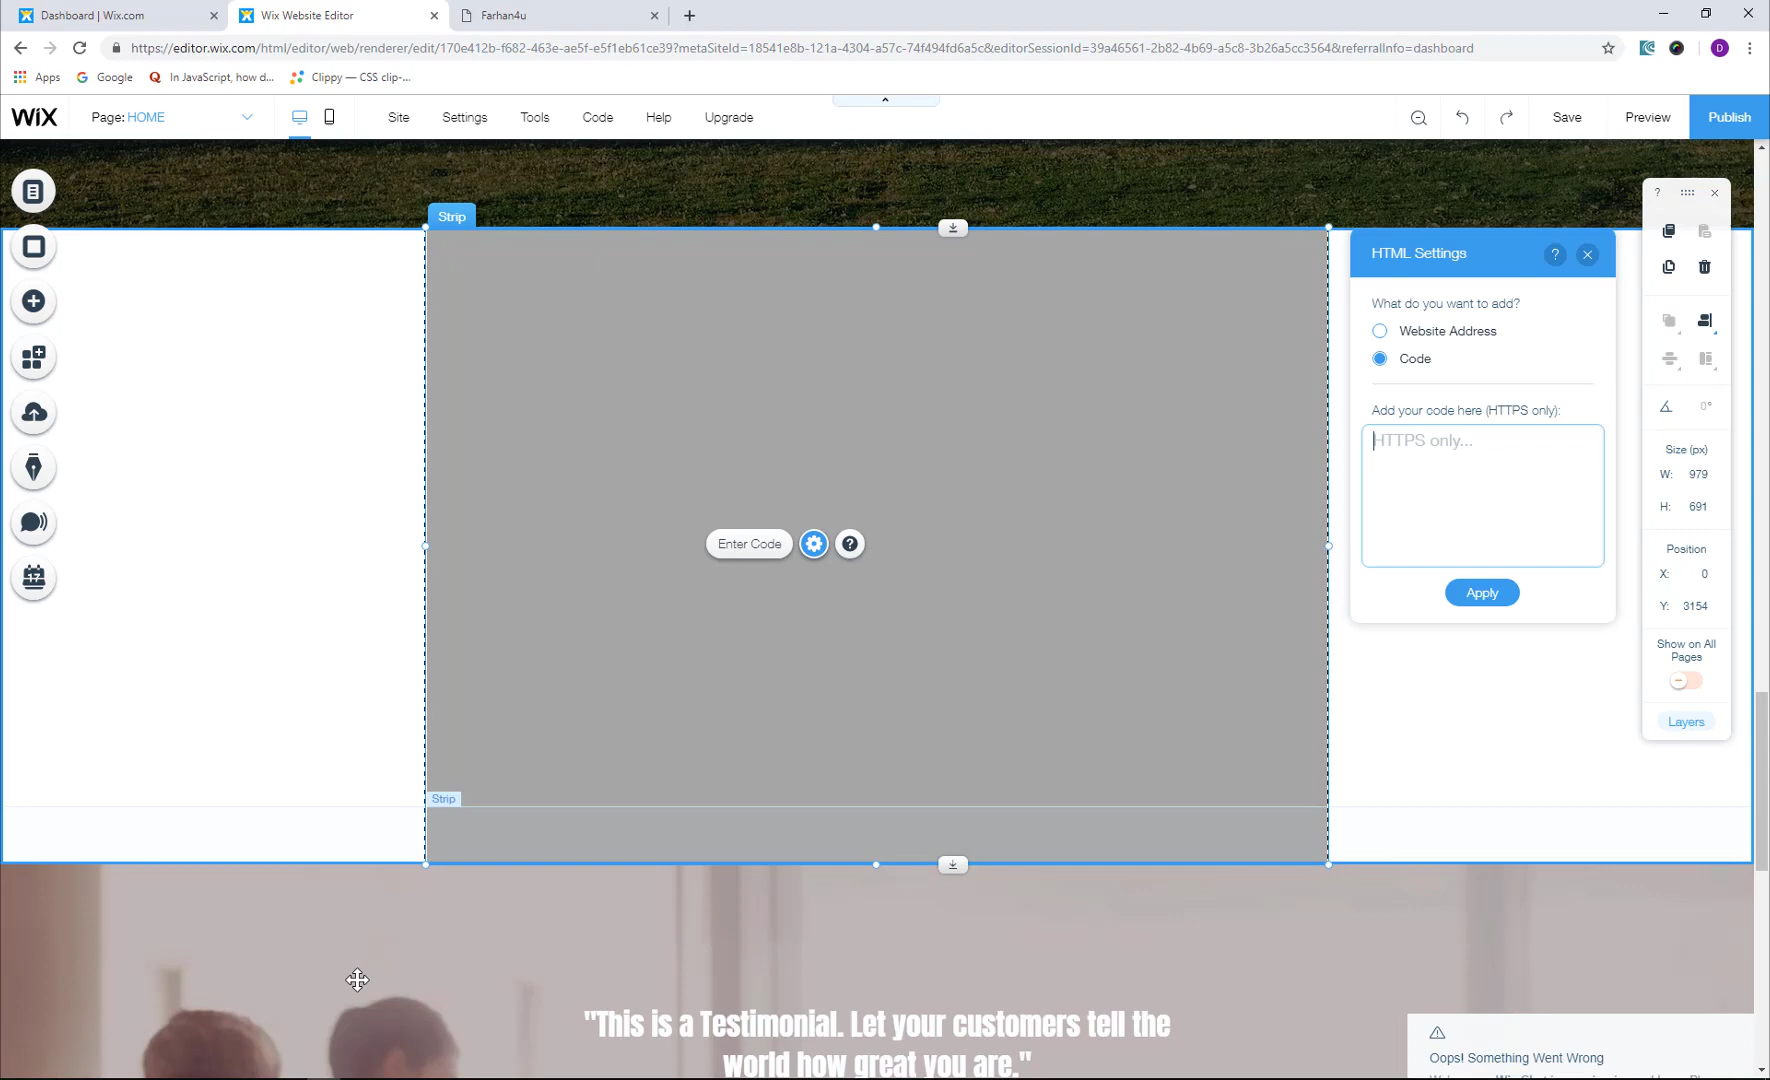 Dashboard | Wix.com
Wix Website Editor
Farhan4u
https://editor.wix.com/html/editor/web/renderer/edit/170e412b-f682-463e-ae5f-e5f1eb61ce39?metaSiteId=18541e8b-121a-4304-a57c-74f494fd6a5c&editorSessionId=39a46561-2b82-4b69-a5c8-3b26a5cc3564&referralInfo=dashboard
D
Apps
Google
In JavaScript, how d...
Clippy — CSS clip-...
WiX
Page: HOME
Site
Settings
Tools
Code
Help
Upgrade
Save
Preview
Publish
Strip
HTML Settings
?
What do you want to add?
Website Address
Code
Add your code here (HTTPS only):
HTTPS only...
Apply
Enter Code
?
17
?
0°
Size (px)
W: 979
H: 691
Position
X: 0
Y: 3154
Show on All
Pages
Layers
Strip
"This is a Testimonial. Let your customers tell the
world how great you are."
Oops! Something Went Wrong